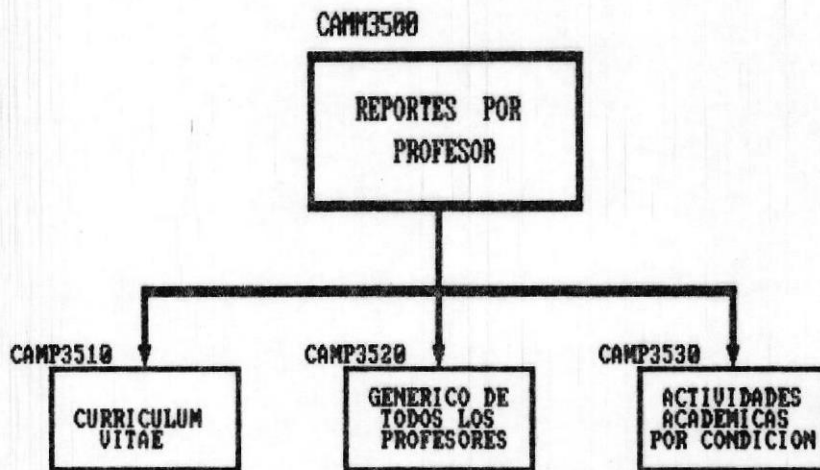 CAMM3500
REPORTES POR
PROFESOR
CAMP3510
CURRICULUM
VITAE
CAMP3520
GENERICO DE
TODOS LOS
PROFESORES
CAMP3530
ACTIVIDADES
ACADEMICAS
POR CONDICION